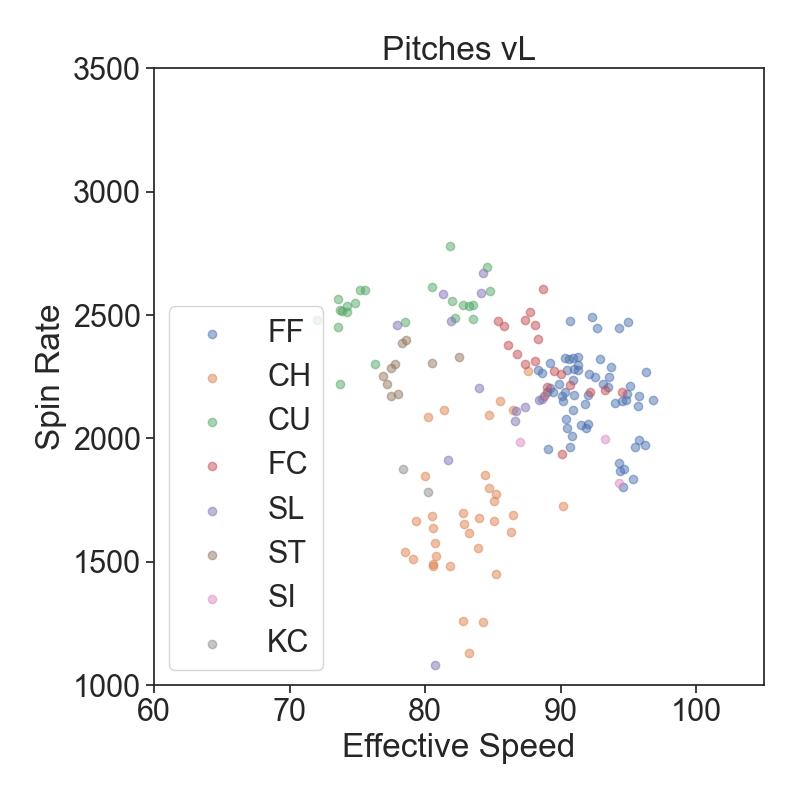 Pitches vL
3500
3000
2500
2000
1500
1000
Spin Rate
FF
CH
CU
FC
SL
ST
SI
KC
60 70 80 90 100
Effective Speed